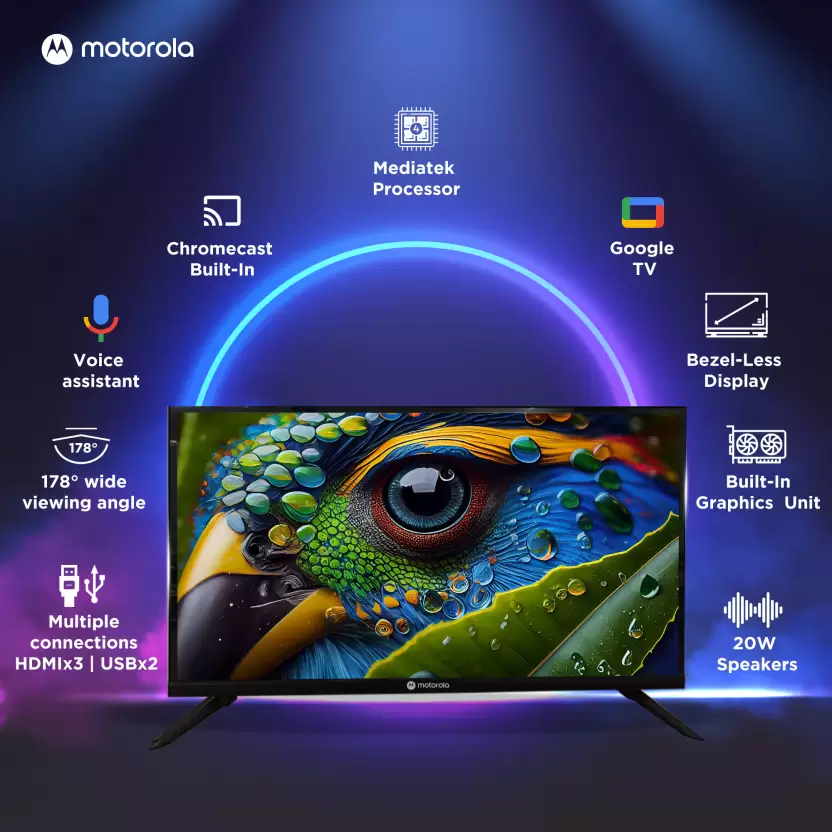 motorola
4
Mediatek
Processor
Chromecast
Built-In
Google
TV
Voice
assistant
Bezel-Less
Display
178°
178° wide
viewing angle
Built-In
Graphics Unit
Multiple
connections
HDMIx3 | USBx2
20W
Speakers
motorola